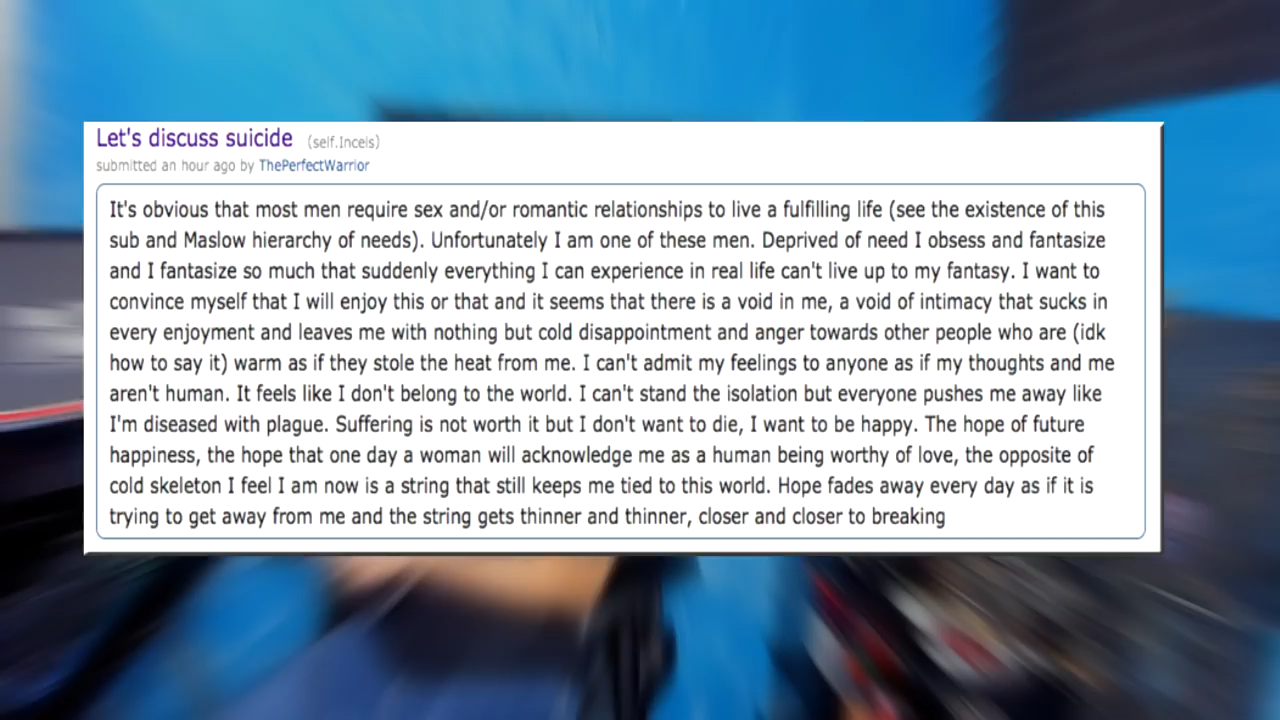 Let's discuss suicide (self.Incels)
submitted an hour ago by ThePerfectWarrior
It's obvious that most men require sex and/or romantic relationships to live a fulfilling life (see the existence of this
sub and Maslow hierarchy of needs). Unfortunately I am one of these men. Deprived of need I obsess and fantasize
and I fantasize so much that suddenly everything I can experience in real life can't live up to my fantasy. I want to
convince myself that I will enjoy this or that and it seems that there is a void in me, a void of intimacy that sucks in
every enjoyment and leaves me with nothing but cold disappointment and anger towards other people who are (idk
how to say it) warm as if they stole the heat from me. I can't admit my feelings to anyone as if my thoughts and me
aren't human. It feels like I don't belong to the world. I can't stand the isolation but everyone pushes me away like
I'm diseased with plague. Suffering is not worth it but I don't want to die, I want to be happy. The hope of future
happiness, the hope that one day a woman will acknowledge me as a human being worthy of love, the opposite of
cold skeleton I feel I am now is a string that still keeps me tied to this world. Hope fades away every day as if it is
trying to get away from me and the string gets thinner and thinner, closer and closer to breaking